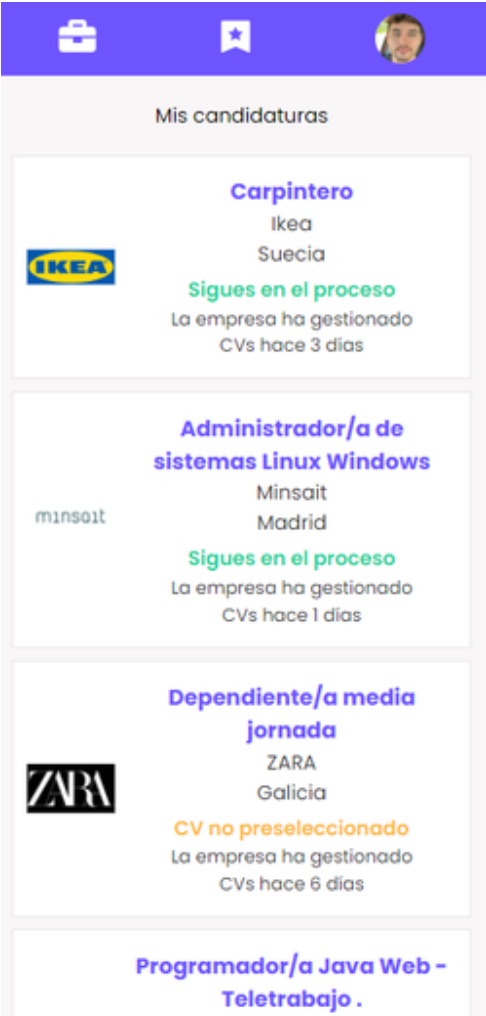 Mis candidaturas
IKEA
Carpintero
Ikea
Suecia
Sigues en el proceso
La empresa ha gestionado
CVs hace 3 días
minsait
Administrador/a de
sistemas Linux Windows
Minsait
Madrid
Sigues en el proceso
La empresa ha gestionado
CVs hace 1 días
ZARA
Dependiente/a media
jornada
ZARA
Galicia
CV no preseleccionado
La empresa ha gestionado
CVs hace 6 días
Programador/a Java Web -
Teletrabajo .